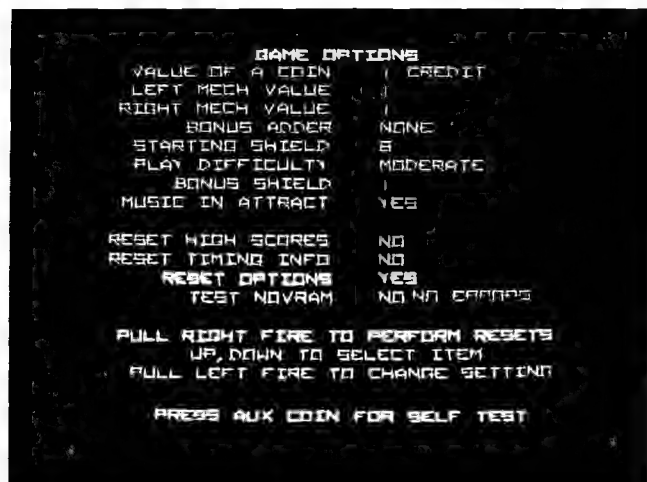 GAME OPTIONS
VALUE OF A COIN 1 CREDIT
LEFT MECH VALUE 1
RIGHT MECH VALUE 1
BONUS ADDER NONE
STARTING SHIELD 8
PLAY DIFFICULTY MODERATE
BONUS SHIELD 1
MUSIC IN ATTRACT YES
RESET HIGH SCORES NO
RESET TIMING INFO NO
RESET OPTIONS YES
TEST NOVRAM NO NO ERRORS
PULL RIGHT FIRE TO PERFORM RESETS
UP, DOWN TO SELECT ITEM
PULL LEFT FIRE TO CHANGE SETTING
PRESS AUX COIN FOR SELF TEST